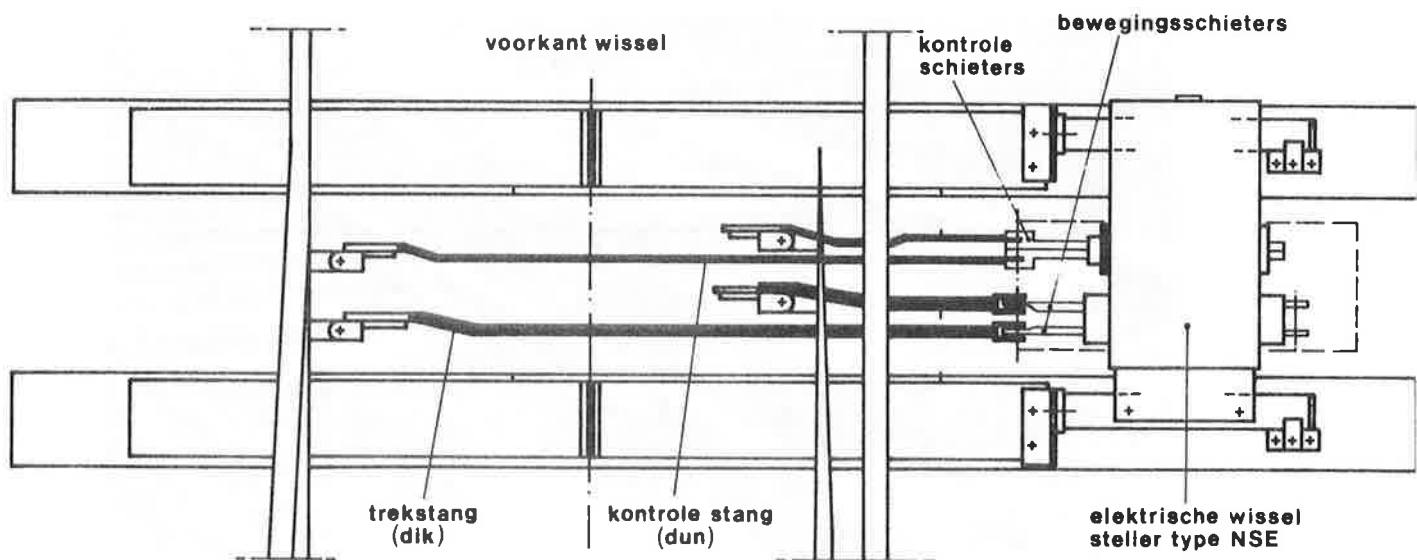 voorkant wissel
kontrole
schieters
bewegingsschieters
trekstang
(dik)
kontrole stang
(dun)
elektrische wissel
steller type NSE